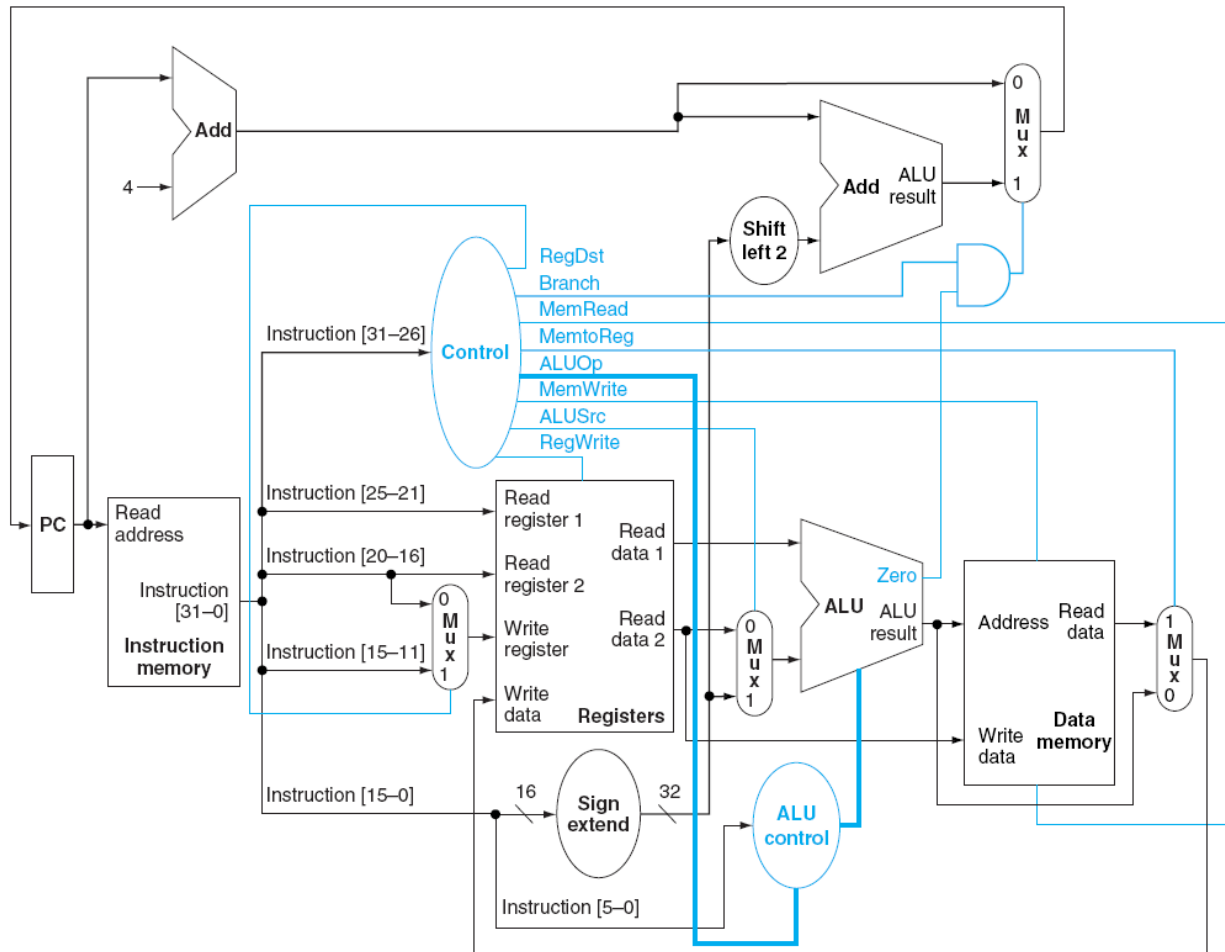 Add
4
0
M
u
x
1
Add
ALU
result
Shift
left 2
RegDst
Branch
MemRead
MemtoReg
ALUOp
MemWrite
ALUSrc
RegWrite
Control
Instruction [31–26]
PC
Read
address
Instruction
[31–0]
Instruction
memory
Instruction [25–21]
Instruction [20–16]
Instruction [15–11]
0
M
u
x
1
Read
register 1
Read
register 2
Write
register
Write
data
Read
data 1
Read
data 2
Registers
0
M
u
x
1
Zero
ALU
ALU
result
Address
Read
data
Write
data
Data
memory
1
M
u
x
0
Instruction [15–0]
16
Sign
extend
32
ALU
control
Instruction [5–0]